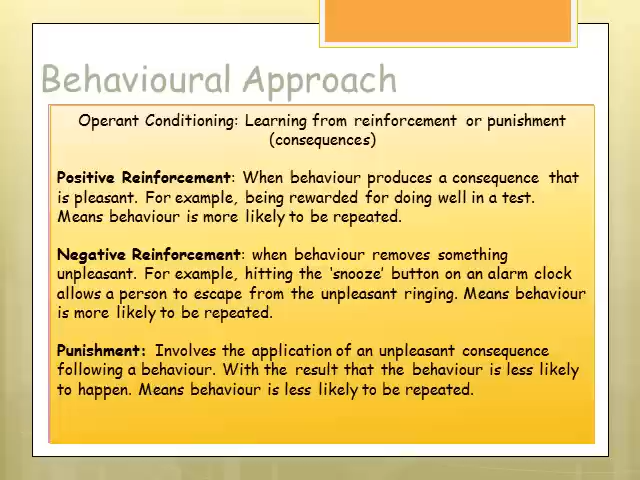 Behavioural Approach
Operant Conditioning: Learning from reinforcement or punishment
(consequences)
Positive Reinforcement: When behaviour produces a consequence that
is pleasant. For example, being rewarded for doing well in a test.
Means behaviour is more likely to be repeated.
Negative Reinforcement: when behaviour removes something
unpleasant. For example, hitting the ‘snooze’ button on an alarm clock
allows a person to escape from the unpleasant ringing. Means behaviour
is more likely to be repeated.
Punishment: Involves the application of an unpleasant consequence
following a behaviour. With the result that the behaviour is less likely
to happen. Means behaviour is less likely to be repeated.